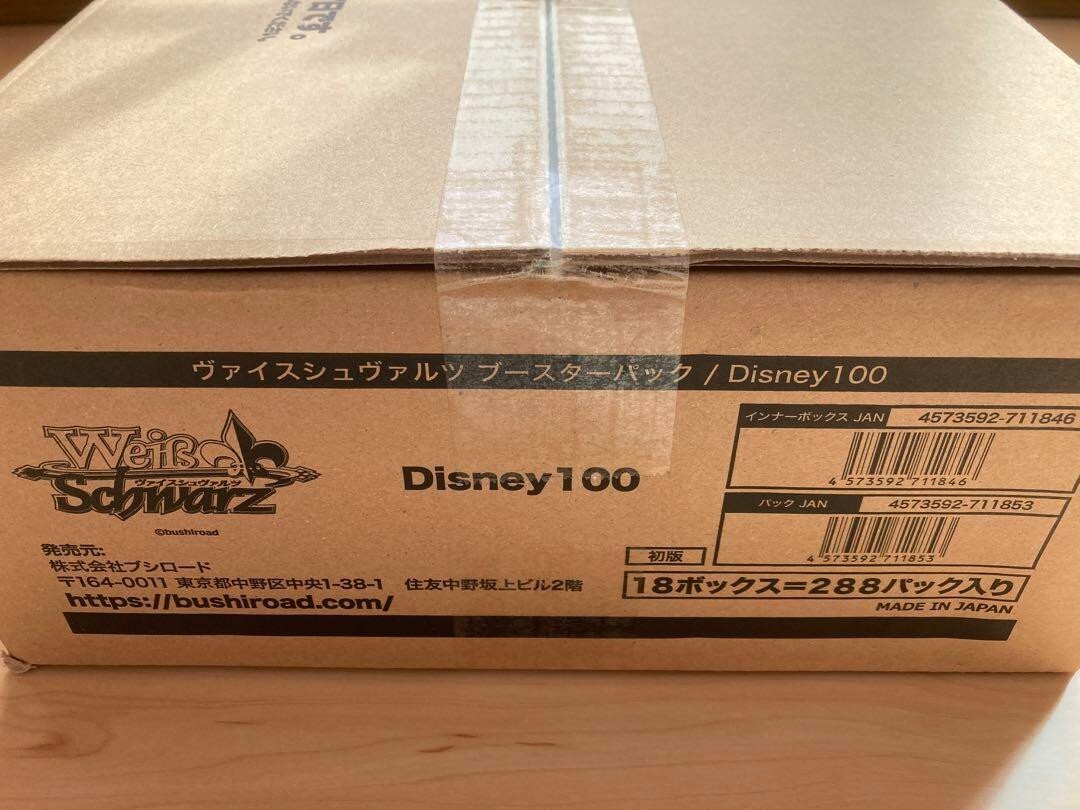 日です。
ヴァイスシュヴァルツ ブースターパック / Disney100
Weiß
ヴァイスシュヴァルツ
Schwarz
©bushiroad
Disney100
インナーボックス JAN 4573592-711846
4 573592 711846
パック JAN 4573592-711853
4 573592 711853
発売元:
株式会社ブシロード
〒164-0011 東京都中野区中央1-38-1 住友中野坂上ビル2階
https://bushiroad.com/
初版
18ボックス=288パック入り
MADE IN JAPAN